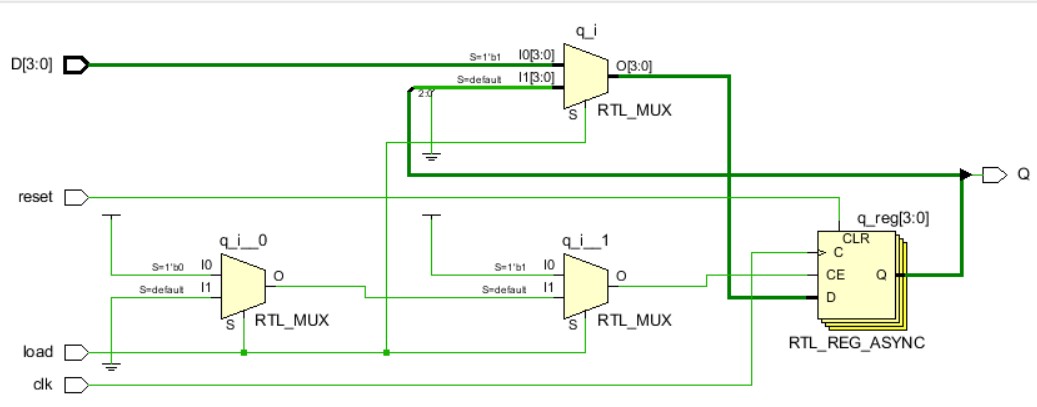 q_i
D[3:0]
S=1'b1 I0[3:0]
O[3:0]
S=default I1[3:0]
2:0
S
RTL_MUX
Q
reset
q_reg[3:0]
CLR
C
CE Q
D
RTL_REG_ASYNC
q_i__0
S=1'b0 I0
O
S=default I1
S
RTL_MUX
q_i__1
S=1'b1 I0
O
S=default I1
S
RTL_MUX
load
clk